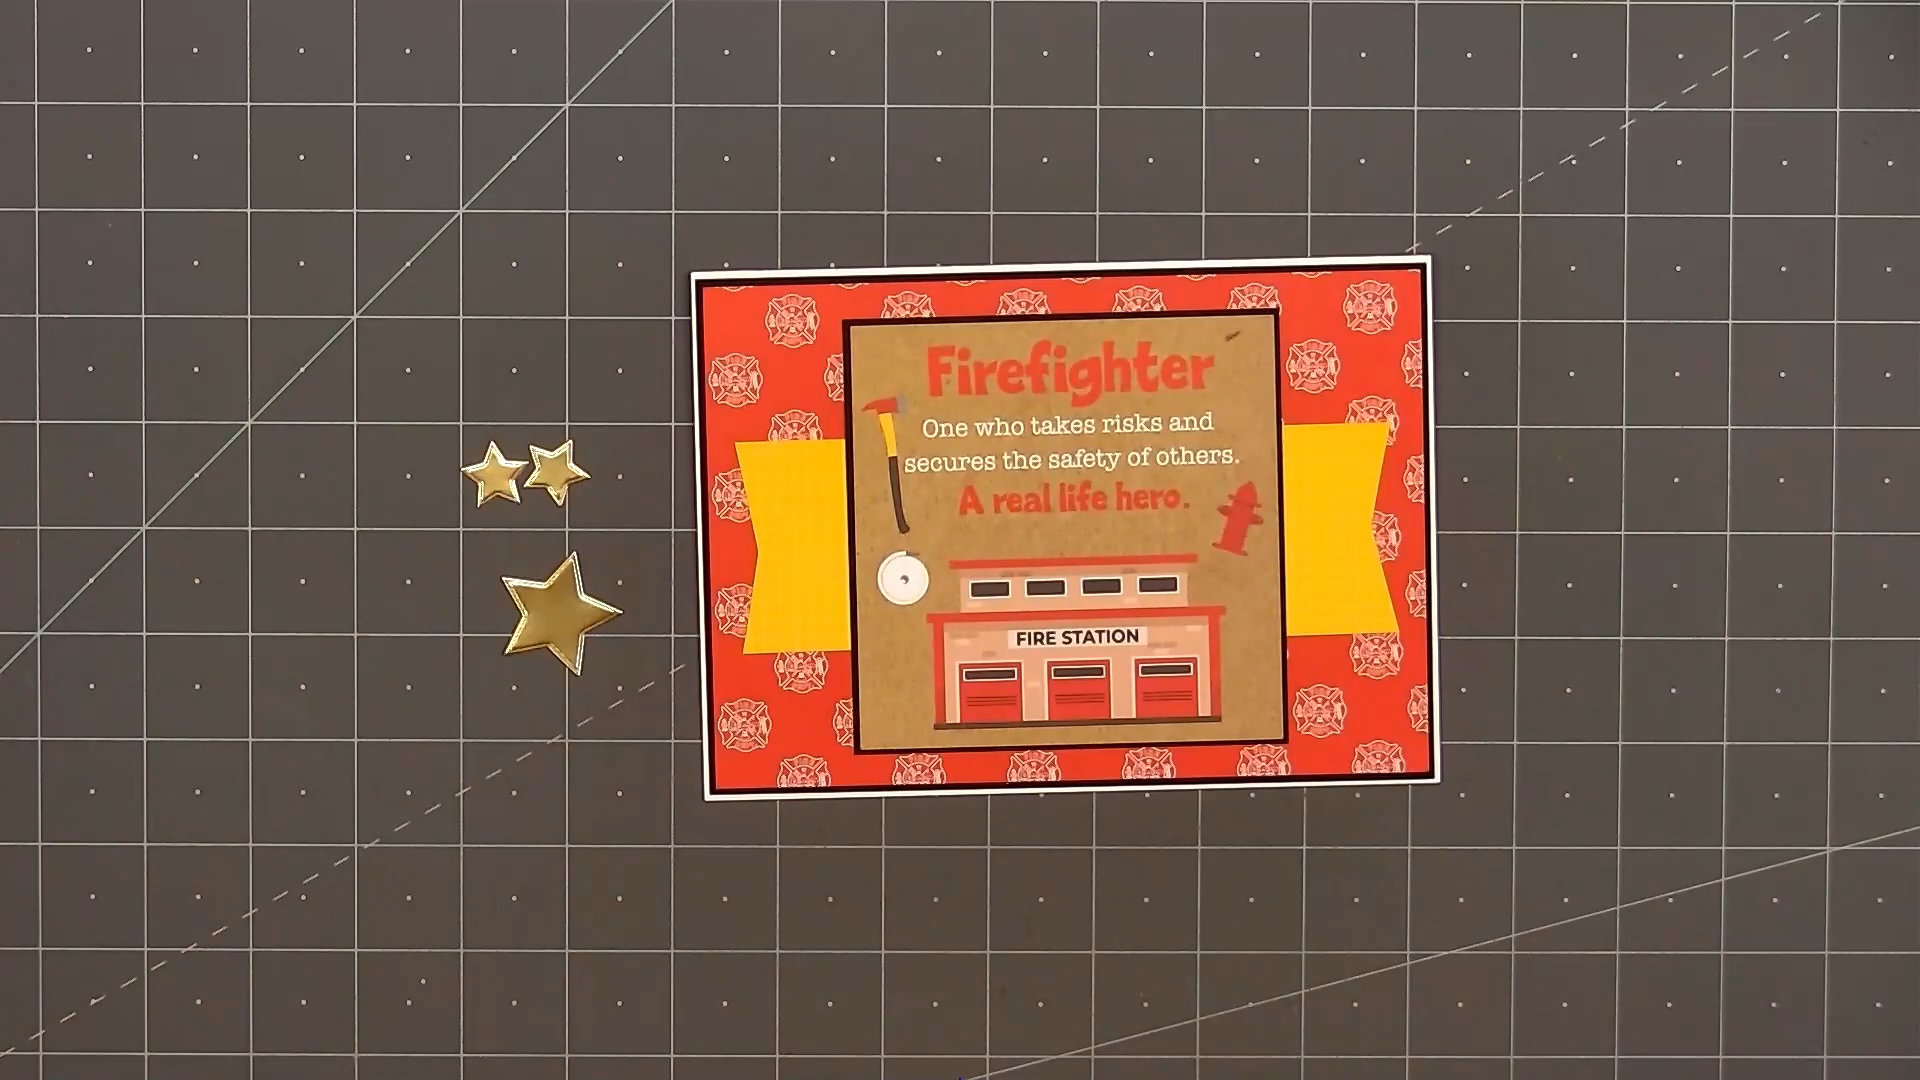 Firefighter
One who takes risks and
secures the safety of others.
A real life hero.
FIRE STATION